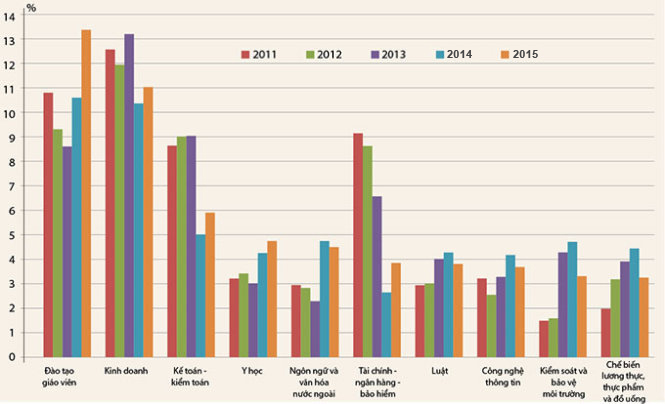 %
14
13
12
11
10
9
8
7
6
5
4
3
2
1
0
2011 2012 2013 2014 2015
Đào tạo
giáo viên
Kinh doanh
Kế toán -
kiểm toán
Y học
Ngôn ngữ và
văn hóa
nước ngoài
Tài chính -
ngân hàng -
bảo hiểm
Luật
Công nghệ
thông tin
Kiểm soát và
bảo vệ
môi trường
Chế biến
lương thực,
thực phẩm
và đồ uống